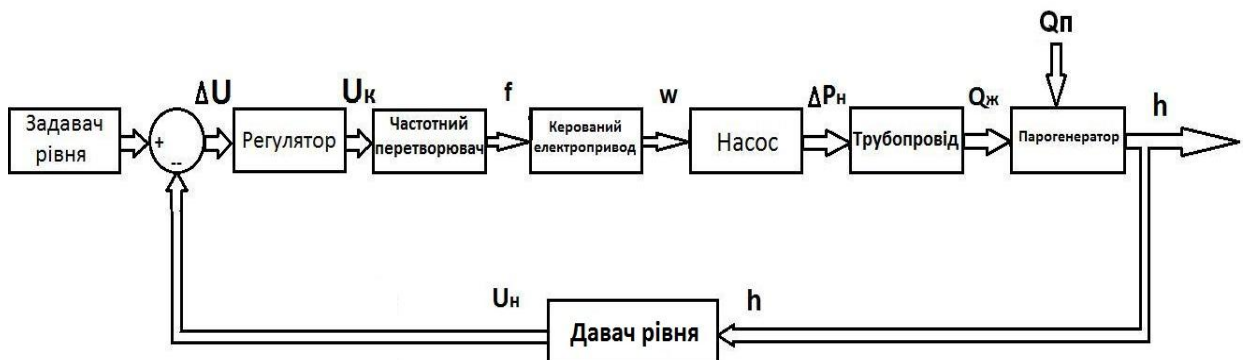 Qп
ΔU
Uк
f
w
ΔPн
Qж
h
Задавач
рівня
+
--
Регулятор
Частотний
перетворювач
Керований
електропривод
Насос
Трубопровід
Парогенератор
Uн
h
Давач рівня